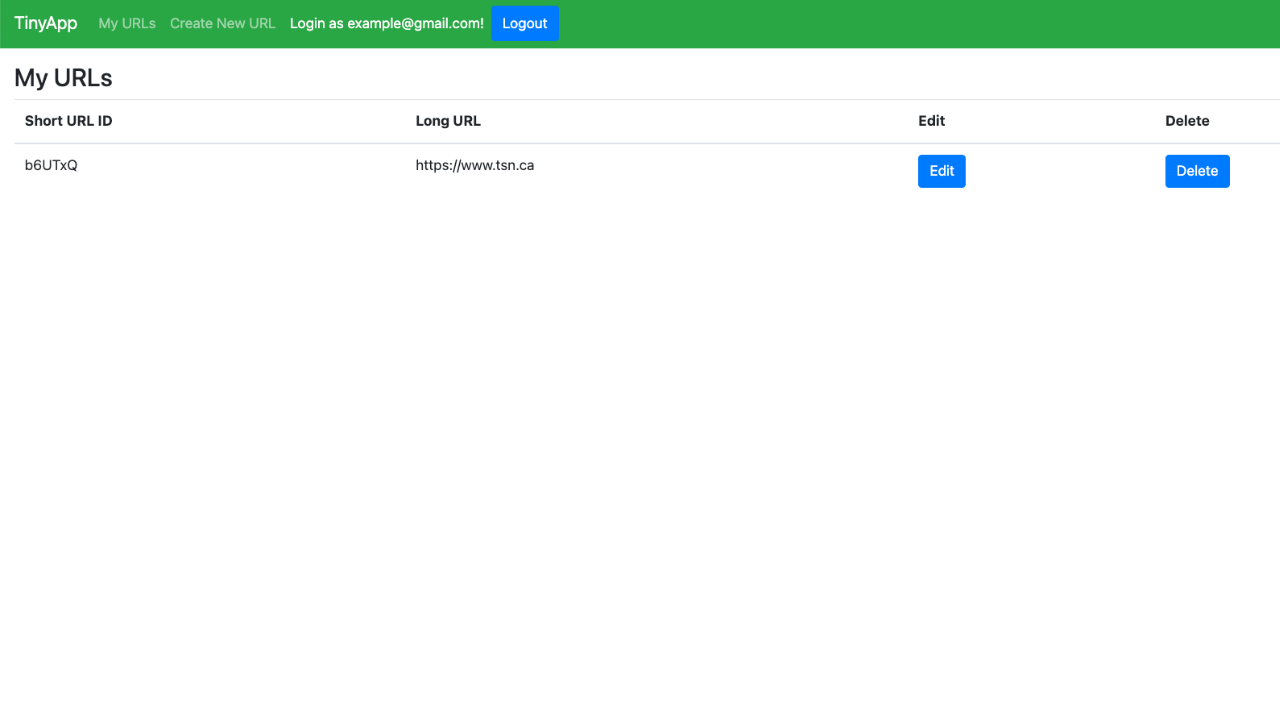 TinyApp My URLs Create New URL Login as example@gmail.com! Logout
My URLs
Short URL ID Long URL Edit Delete
b6UTxQ https://www.tsn.ca Edit Delete